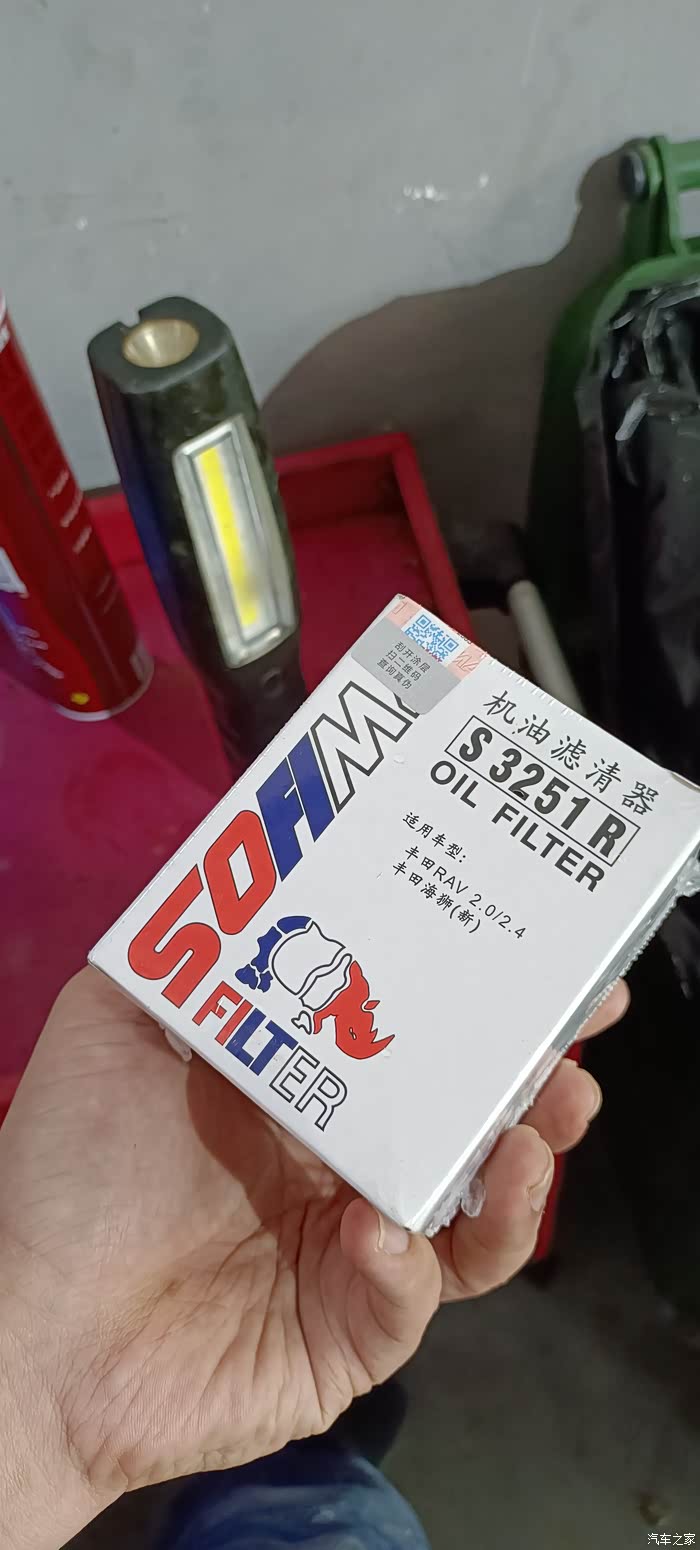 刮开涂层
扫二维码
查询真伪
机油滤清器
S 3251 R
OIL FILTER
适用车型:
丰田RAV 2.0/2.4
丰田海狮(新)
SOHM
FILTER
汽车之家